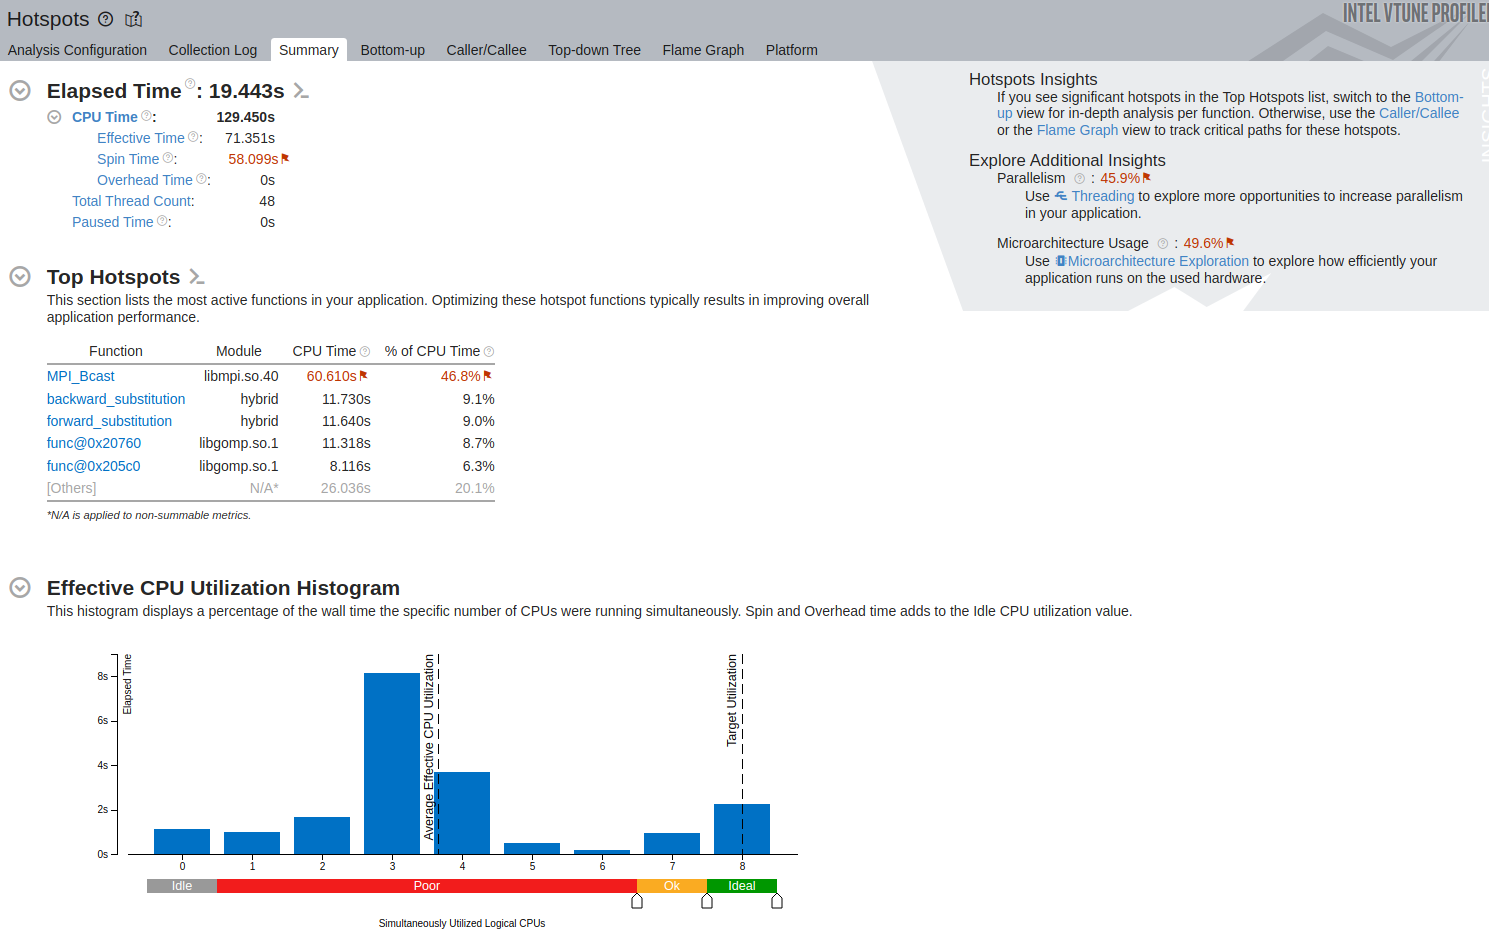 Hotspots
INTEL VTUNE PROFILER
Analysis Configuration Collection Log Summary Bottom-up Caller/Callee Top-down Tree Flame Graph Platform
Elapsed Time : 19.443s
CPU Time : 129.450s
Effective Time : 71.351s
Spin Time : 58.099s
Overhead Time : 0s
Total Thread Count: 48
Paused Time : 0s
Hotspots Insights
If you see significant hotspots in the Top Hotspots list, switch to the Bottom-
up view for in-depth analysis per function. Otherwise, use the Caller/Callee
or the Flame Graph view to track critical paths for these hotspots.
Explore Additional Insights
Parallelism : 45.9%
Use Threading to explore more opportunities to increase parallelism
in your application.
Microarchitecture Usage : 49.6%
Use Microarchitecture Exploration to explore how efficiently your
application runs on the used hardware.
INSIGHTS
Top Hotspots
This section lists the most active functions in your application. Optimizing these hotspot functions typically results in improving overall
application performance.
Function Module CPU Time % of CPU Time
MPI_Bcast libmpi.so.40 60.610s 46.8%
backward_substitution hybrid 11.730s 9.1%
forward_substitution hybrid 11.640s 9.0%
func@0x20760 libgomp.so.1 11.318s 8.7%
func@0x205c0 libgomp.so.1 8.116s 6.3%
[Others] N/A* 26.036s 20.1%
*N/A is applied to non-summable metrics.
Effective CPU Utilization Histogram
This histogram displays a percentage of the wall time the specific number of CPUs were running simultaneously. Spin and Overhead time adds to the Idle CPU utilization value.
Elapsed Time
8s
6s
4s
2s
0s
Average Effective CPU Utilization
Target Utilization
0 1 2 3 4 5 6 7 8
Idle Poor Ok Ideal
Simultaneously Utilized Logical CPUs